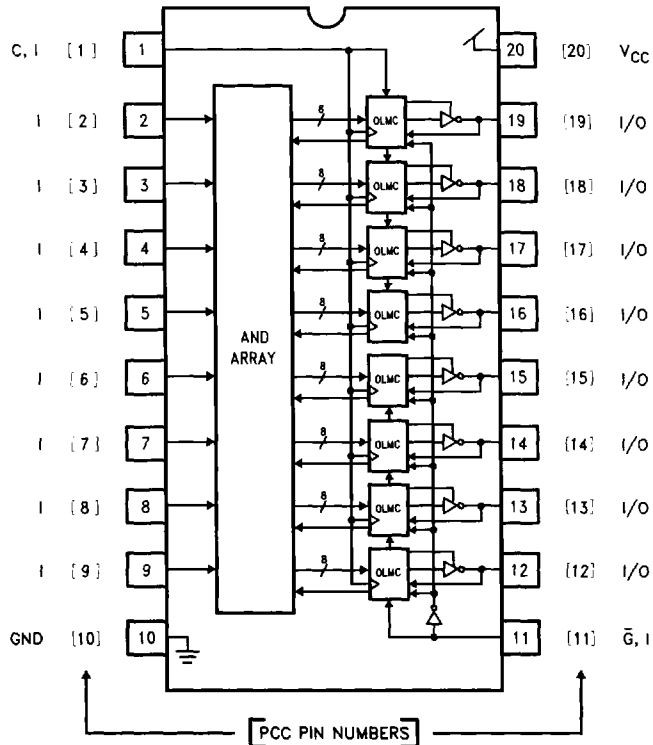 C, I [1] 1 20 [20] VCC
8 OLMC
I [2] 2 19 [19] I/O
8 OLMC
I [3] 3 18 [18] I/O
8 OLMC
I [4] 4 17 [17] I/O
8 OLMC
I [5] 5 16 [16] I/O
AND
ARRAY
8 OLMC
I [6] 6 15 [15] I/O
8 OLMC
I [7] 7 14 [14] I/O
8 OLMC
I [8] 8 13 [13] I/O
8 OLMC
I [9] 9 12 [12] I/O
GND [10] 10 11 [11] G̅, I
[PCC PIN NUMBERS]